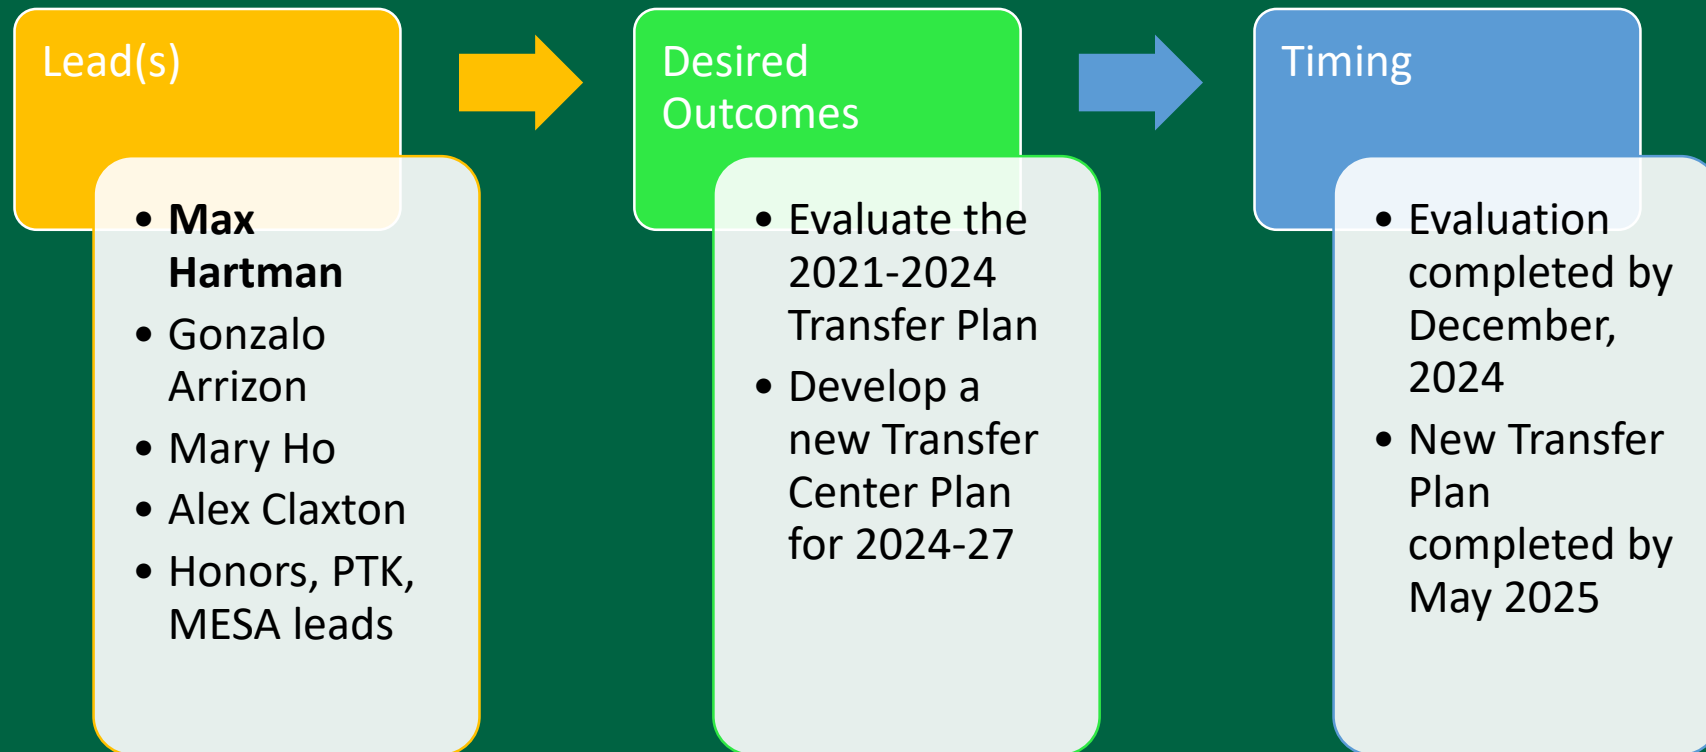 Lead(s)
• Max
Hartman
• Gonzalo
Arrizon
• Mary Ho
• Alex Claxton
• Honors, PTK,
MESA leads
Desired
Outcomes
• Evaluate the
2021-2024
Transfer Plan
• Develop a
new Transfer
Center Plan
for 2024-27
Timing
• Evaluation
completed by
December,
2024
• New Transfer
Plan
completed by
May 2025